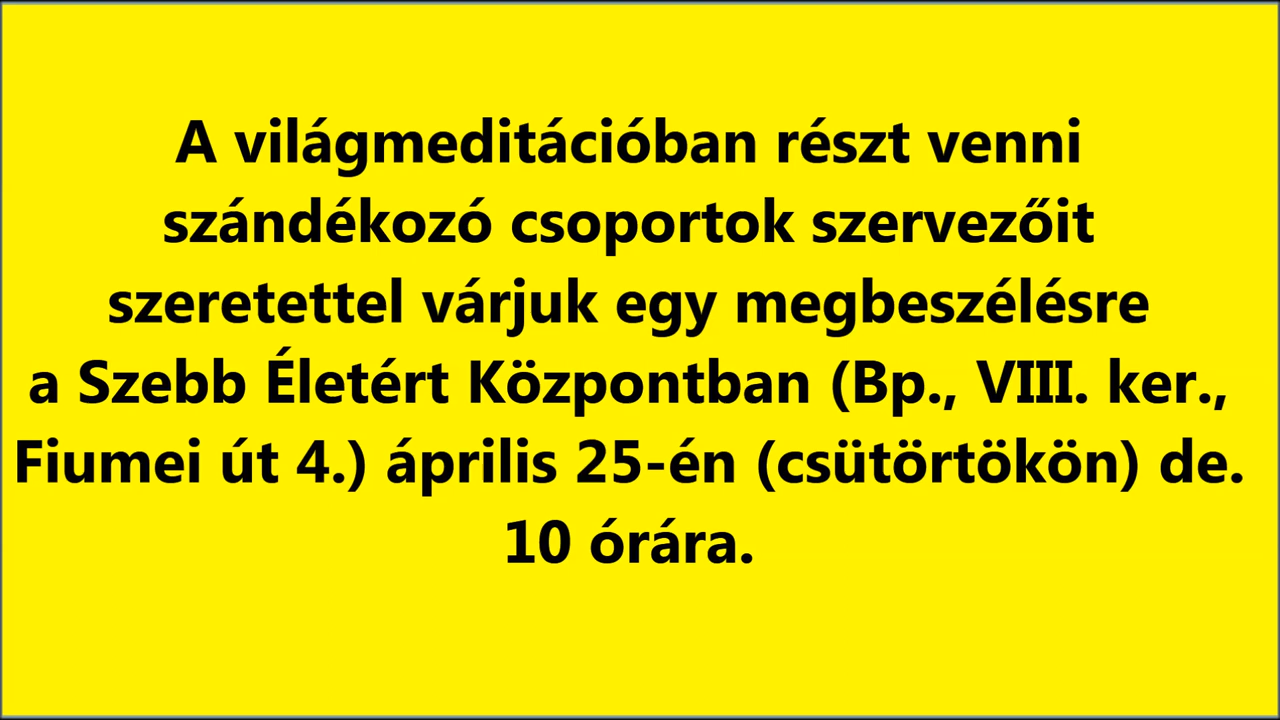 A világmeditációban részt venni
szándékozó csoportok szervezőit
szeretettel várjuk egy megbeszélésre
a Szebb Életért Központban (Bp., VIII. ker.,
Fiumei út 4.) április 25-én (csütörtökön) de.
10 órára.